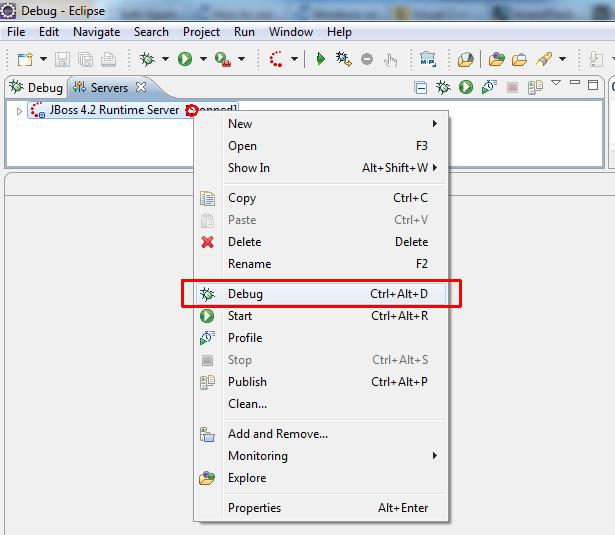 Debug - Eclipse
File Edit Navigate Search Project Run Window Help
Debug Servers
JBoss 4.2 Runtime Server
New
Open F3
Show In Alt+Shift+W
Copy Ctrl+C
Paste Ctrl+V
Delete Delete
Rename F2
Debug Ctrl+Alt+D
Start Ctrl+Alt+R
Profile
Stop Ctrl+Alt+S
Publish Ctrl+Alt+P
Clean...
Add and Remove...
Monitoring
Explore
Properties Alt+Enter